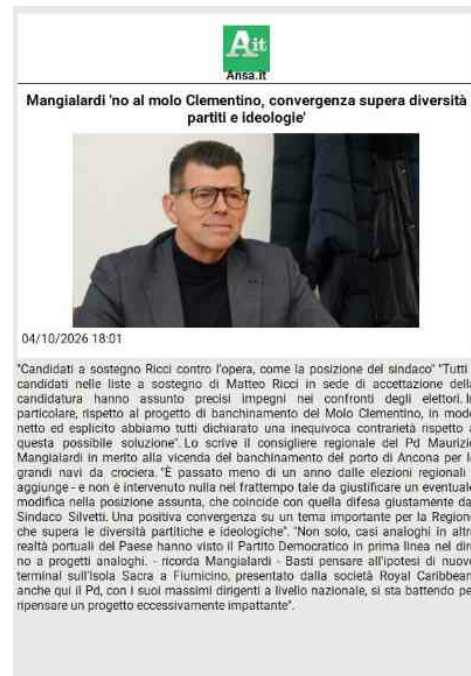 Ait
Ansa.it
Mangialardi 'no al molo Clementino, convergenza supera diversità
partiti e ideologie'
04/10/2026 18:01
"Candidati a sostegno Ricci contro l'opera, come la posizione del sindaco" "Tutti
candidati nelle liste a sostegno di Matteo Ricci in sede di accettazione della
candidatura hanno assunto precisi impegni nei confronti degli elettori. In
particolare, rispetto al progetto di banchinamento del Molo Clementino, in modo
netto ed esplicito abbiamo tutti dichiarato una inequivoca contrarietà rispetto a
questa possibile soluzione". Lo scrive il consigliere regionale del Pd Maurizio
Mangialardi in merito alla vicenda del banchinamento del porto di Ancona per le
grandi navi da crociera. "È passato meno di un anno dalle elezioni regionali -
aggiunge - e non è intervenuto nulla nel frattempo tale da giustificare un eventuale
modifica nella posizione assunta, che coincide con quella difesa giustamente dal
Sindaco Silvetti. Una positiva convergenza su un tema importante per la Regione
che supera le diversità partitiche e ideologiche". "Non solo, casi analoghi in altre
realtà portuali del Paese hanno visto il Partito Democratico in prima linea nel dire
no a progetti analoghi. - ricorda Mangialardi - Basti pensare all'ipotesi di nuovo
terminal sull'Isola Sacra a Fiumicino, presentato dalla società Royal Caribbean:
anche qui il Pd, con i suoi massimi dirigenti a livello nazionale, si sta battendo per
ripensare un progetto eccessivamente impattante".